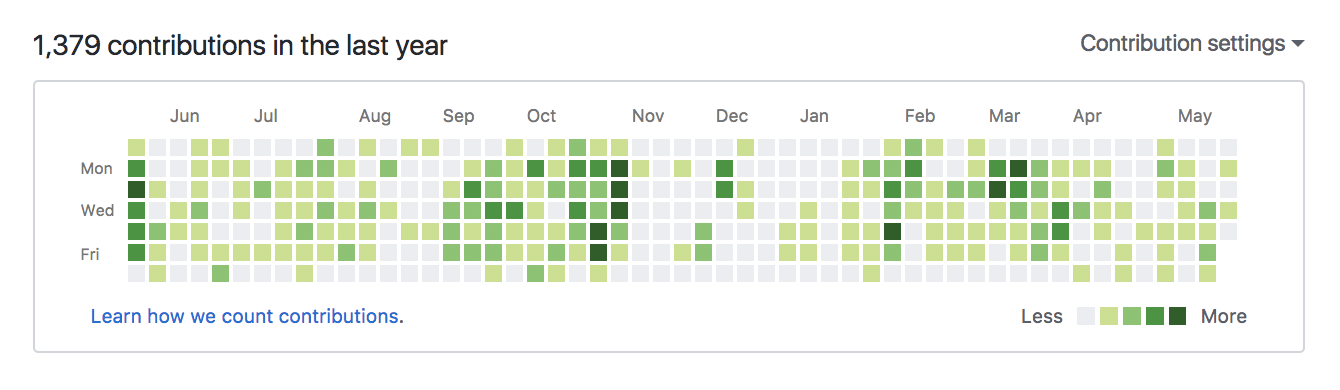 1,379 contributions in the last year
Contribution settings
Jun Jul Aug Sep Oct Nov Dec Jan Feb Mar Apr May
Mon
Wed
Fri
Learn how we count contributions.
Less More